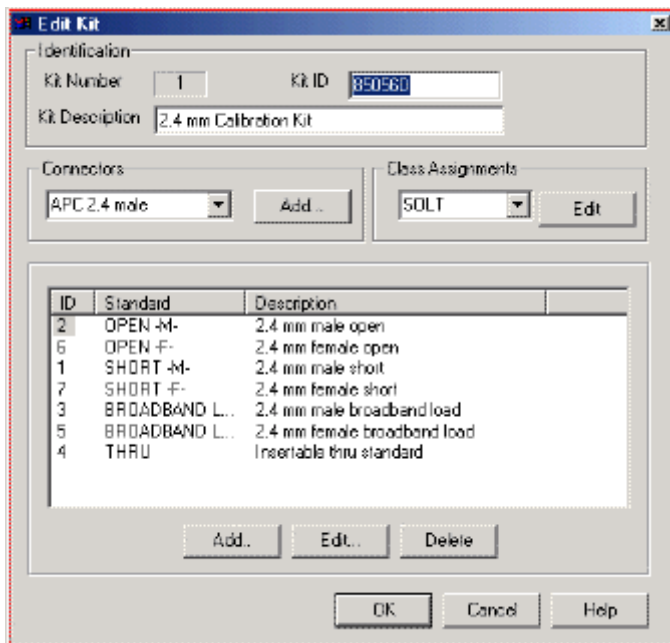 Edit Kit
Identification
Kit Number 1 Kit ID 85056D
Kit Description 2.4 mm Calibration Kit
Connectors Class Assignments
APC 2.4 male Add... SOLT Edit
ID Standard Description
2 OPEN -M- 2.4 mm male open
6 OPEN -F- 2.4 mm female open
1 SHORT -M- 2.4 mm male short
7 SHORT -F- 2.4 mm female short
3 BROADBAND L... 2.4 mm male broadband load
5 BROADBAND L... 2.4 mm female broadband load
4 THRU Insertable thru standard
Add.. Edit... Delete
OK Cancel Help